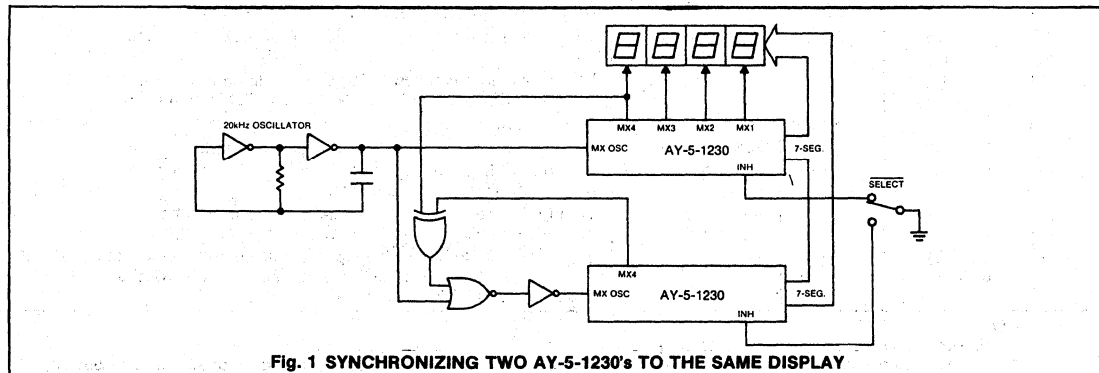 MX4 MX3 MX2 MX1
20kHz OSCILLATOR
MX OSC AY-5-1230 7-SEG.
INH
SELECT
MX4
MX OSC AY-5-1230 7-SEG.
INH
Fig. 1 SYNCHRONIZING TWO AY-5-1230's TO THE SAME DISPLAY